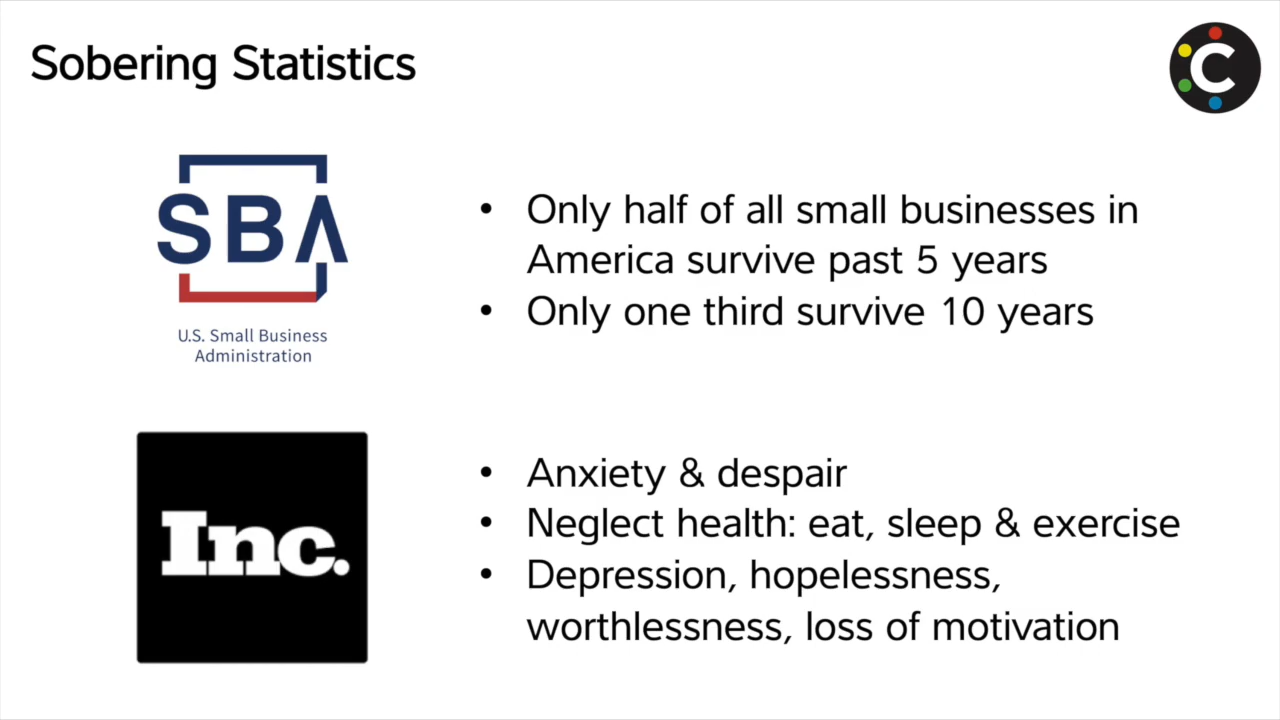 Sobering Statistics
C
SBA
U.S. Small Business
Administration
• Only half of all small businesses in
America survive past 5 years
• Only one third survive 10 years
Inc.
• Anxiety & despair
• Neglect health: eat, sleep & exercise
• Depression, hopelessness,
worthlessness, loss of motivation